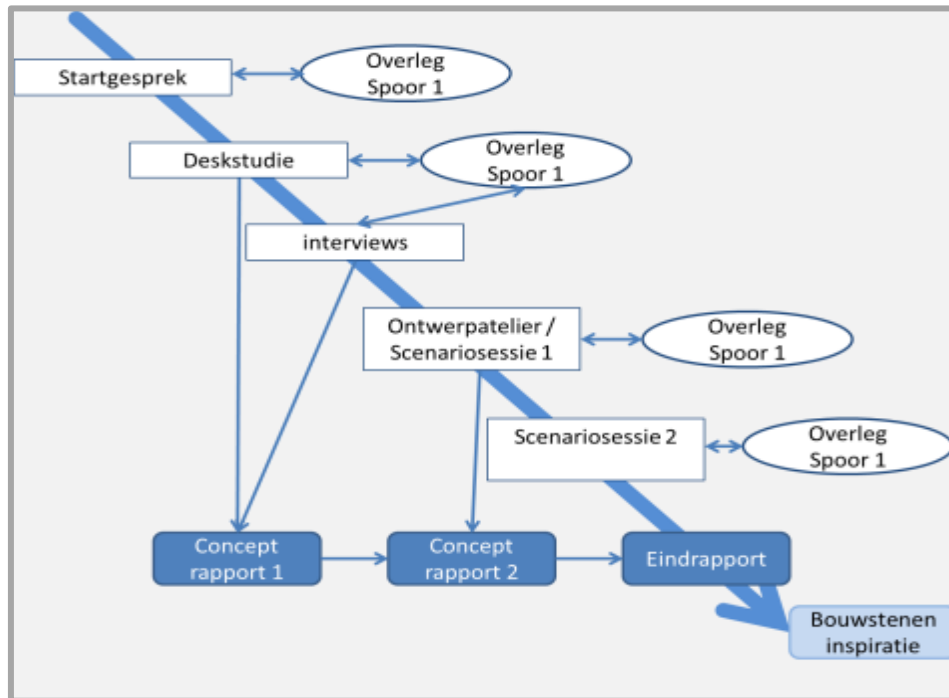 Startgesprek
Overleg
Spoor 1
Deskstudie
Overleg
Spoor 1
interviews
Ontwerpatelier /
Scenariosessie 1
Overleg
Spoor 1
Scenariosessie 2
Overleg
Spoor 1
Concept
rapport 1
Concept
rapport 2
Eindrapport
Bouwstenen
inspiratie